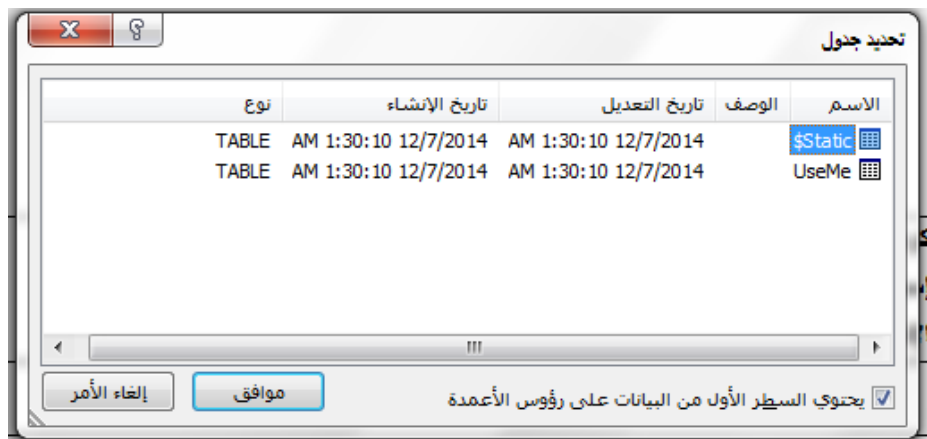 تحديد جدول
الاسم الوصف تاريخ التعديل تاريخ الإنشاء نوع
$Static 12/7/2014 1:30:10 AM 12/7/2014 1:30:10 AM TABLE
UseMe 12/7/2014 1:30:10 AM 12/7/2014 1:30:10 AM TABLE
يحتوي السطر الأول من البيانات على رؤوس الأعمدة
موافق إلغاء الأمر